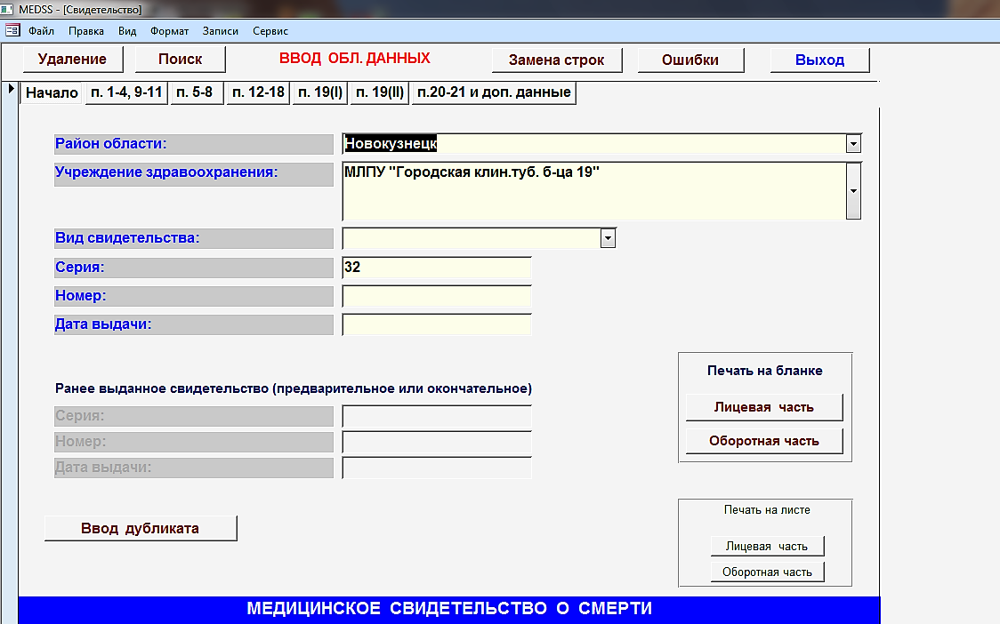 MEDSS - [Свидетельство]
Файл Правка Вид Формат Записи Сервис
Удаление Поиск ВВОД ОБЛ. ДАННЫХ Замена строк Ошибки Выход
Начало п. 1-4, 9-11 п. 5-8 п. 12-18 п. 19(I) п. 19(II) п.20-21 и доп. данные
Район области: Новокузнецк
Учреждение здравоохранения: МЛПУ "Городская клин.туб. б-ца 19"
Вид свидетельства:
Серия: 32
Номер:
Дата выдачи:
Печать на бланке
Ранее выданное свидетельство (предварительное или окончательное)
Лицевая часть
Серия:
Номер:
Оборотная часть
Дата выдачи:
Печать на листе
Ввод дубликата
Лицевая часть
Оборотная часть
МЕДИЦИНСКОЕ СВИДЕТЕЛЬСТВО О СМЕРТИ